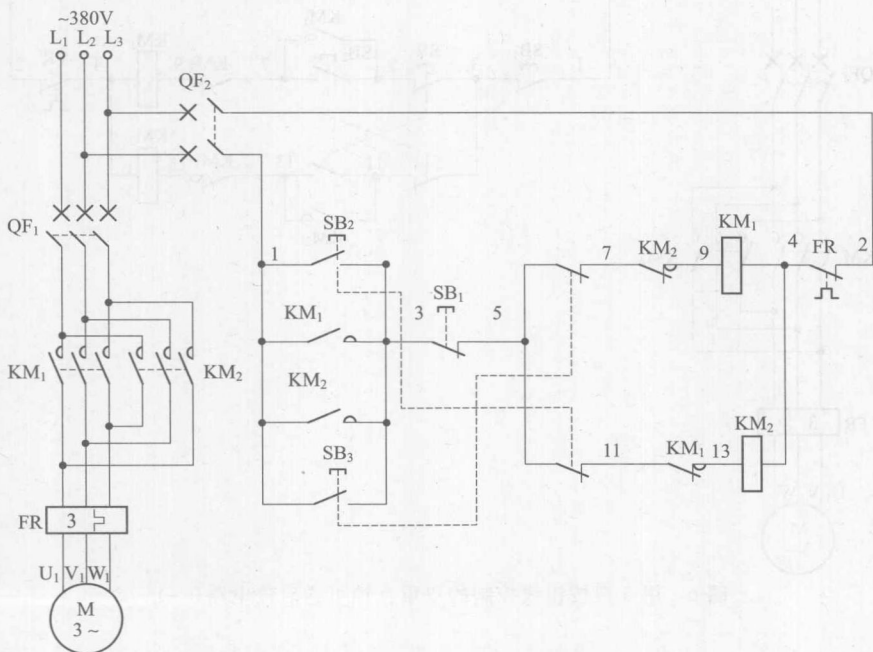 ~380V
L₁ L₂ L₃
QF₂
QF₁
1
SB₂
KM₁
KM₂
SB₃
3
SB₁
5
7
KM₂
9
KM₁
4
FR
2
11
KM₁
13
KM₂
KM₁
KM₂
FR
3
U₁ V₁ W₁
M
3 ~